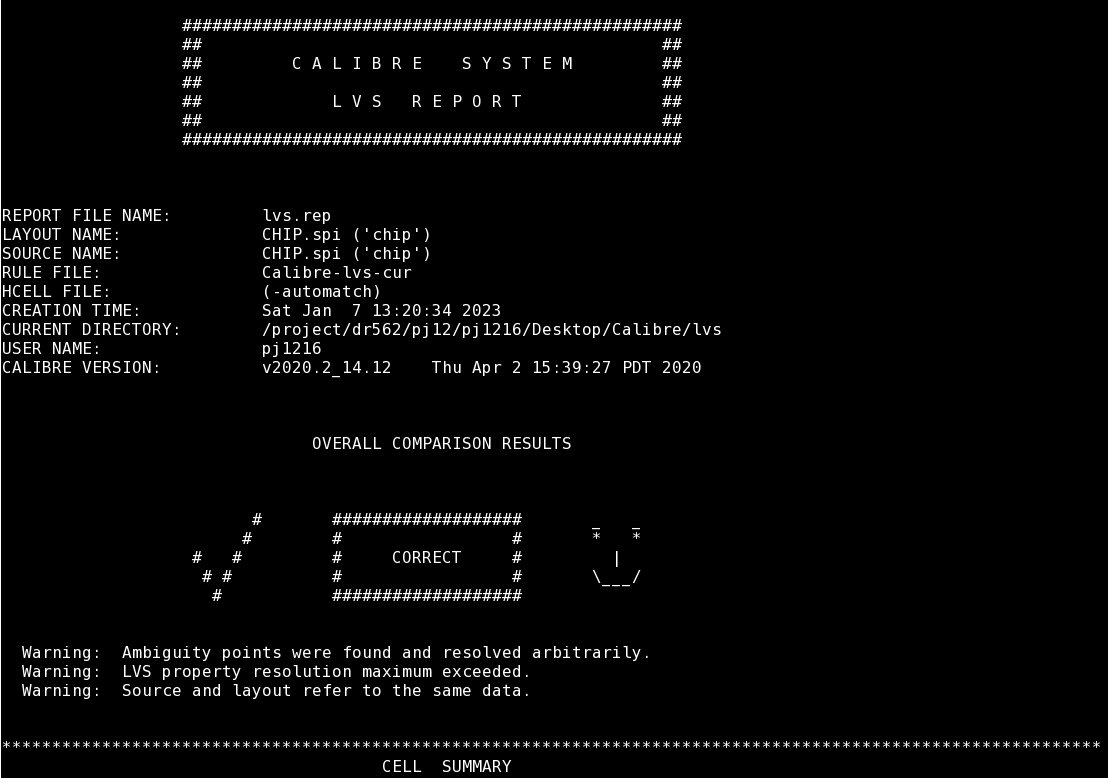 ##################################################
##                                              ##
##         C A L I B R E    S Y S T E M         ##
##                                              ##
##             L V S   R E P O R T              ##
##                                              ##
##################################################
REPORT FILE NAME:         lvs.rep
LAYOUT NAME:              CHIP.spi ('chip')
SOURCE NAME:              CHIP.spi ('chip')
RULE FILE:                Calibre-lvs-cur
HCELL FILE:               (-automatch)
CREATION TIME:            Sat Jan  7 13:20:34 2023
CURRENT DIRECTORY:        /project/dr562/pj12/pj1216/Desktop/Calibre/lvs
USER NAME:                pj1216
CALIBRE VERSION:          v2020.2_14.12    Thu Apr 2 15:39:27 PDT 2020
OVERALL COMPARISON RESULTS
      #       ###################       _   _
     #        #                 #       *   *
#   #         #     CORRECT     #         |
 # #          #                 #       \___/
  #           ###################
Warning:  Ambiguity points were found and resolved arbitrarily.
Warning:  LVS property resolution maximum exceeded.
Warning:  Source and layout refer to the same data.
**************************************************************************************************************
CELL  SUMMARY